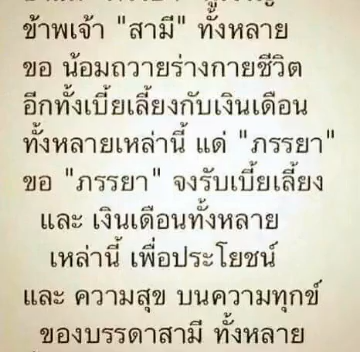 ข้าพเจ้า "สามี" ทั้งหลาย
ขอ น้อมถวายร่างกายชีวิต
อีกทั้งเบี้ยเลี้ยงกับเงินเดือน
ทั้งหลายเหล่านี้ แด่ "ภรรยา"
ขอ "ภรรยา" จงรับเบี้ยเลี้ยง
และ เงินเดือนทั้งหลาย
เหล่านี้ เพื่อประโยชน์
และ ความสุข บนความทุกข์
ของบรรดาสามี ทั้งหลาย